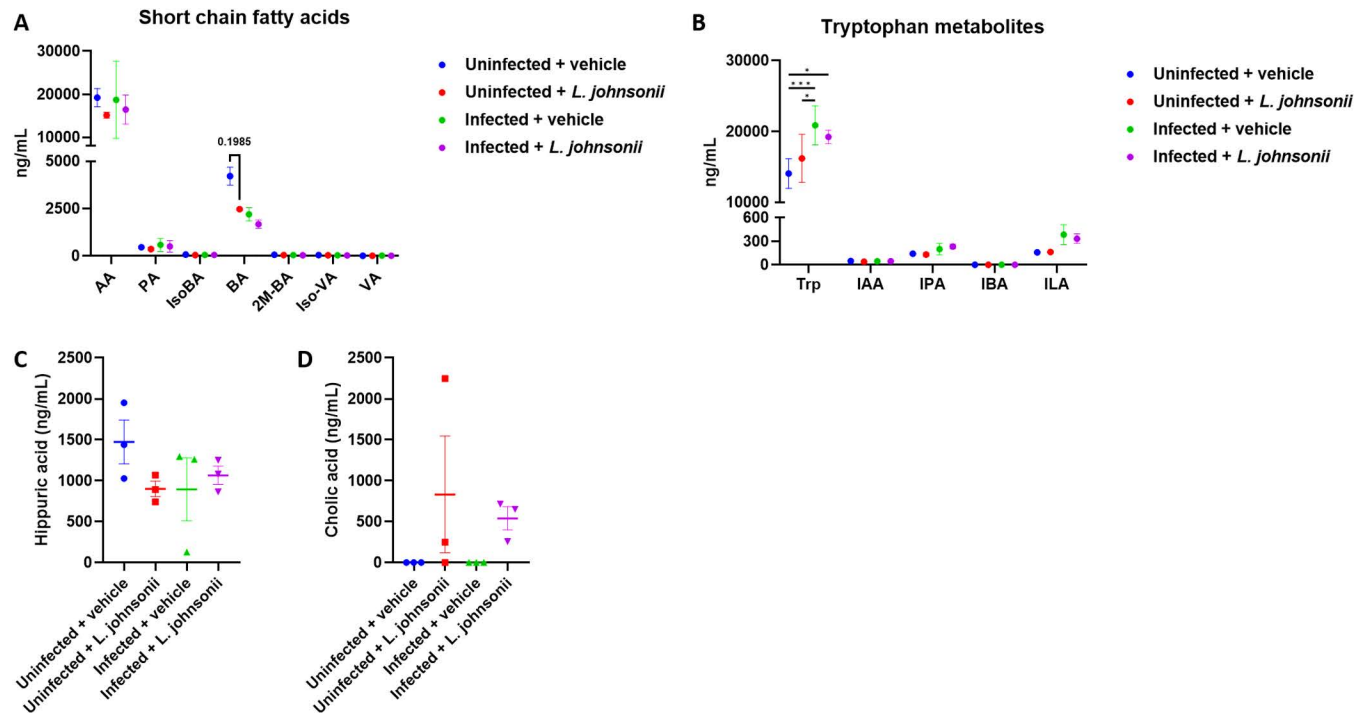 A
Short chain fatty acids
30000
20000
10000
5000
2500
0
ng/mL
0.1985
AA
PA
IsoBA
BA
2M-BA
Iso-VA
VA
Uninfected + vehicle
Uninfected + L. johnsonii
Infected + vehicle
Infected + L. johnsonii
B
Tryptophan metabolites
30000
20000
10000
600
300
0
ng/mL
*
***
*
Trp
IAA
IPA
IBA
ILA
Uninfected + vehicle
Uninfected + L. johnsonii
Infected + vehicle
Infected + L. johnsonii
C
Hippuric acid (ng/mL)
2500
2000
1500
1000
500
0
Uninfected + vehicle
Uninfected + L. johnsonii
Infected + vehicle
Infected + L. johnsonii
D
Cholic acid (ng/mL)
2500
2000
1500
1000
500
0
Uninfected + vehicle
Uninfected + L. johnsonii
Infected + vehicle
Infected + L. johnsonii